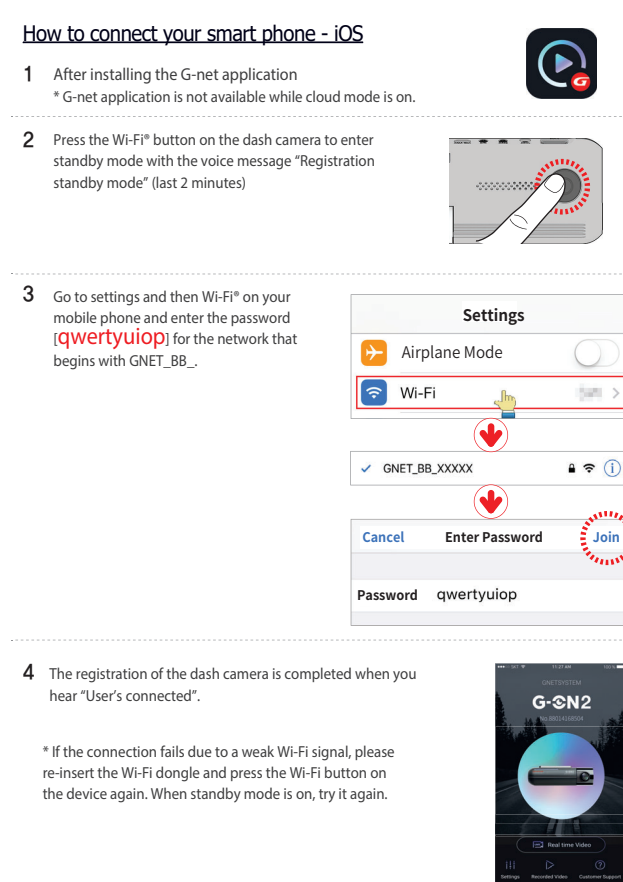 How to connect your smart phone - iOS
1 After installing the G-net application
* G-net application is not available while cloud mode is on.
G
2 Press the Wi-Fi® button on the dash camera to enter
standby mode with the voice message “Registration
standby mode” (last 2 minutes)
3 Go to settings and then Wi-Fi® on your
mobile phone and enter the password
[qwertyuiop] for the network that
begins with GNET_BB_.
Settings
Airplane Mode
Wi-Fi
GNET_BB_XXXXX
Cancel Enter Password Join
Password qwertyuiop
4 The registration of the dash camera is completed when you
hear “User's connected”.
* If the connection fails due to a weak Wi-Fi signal, please
re-insert the Wi-Fi dongle and press the Wi-Fi button on
the device again. When standby mode is on, try it again.
SKT 11:27 AM 100%
GNETSYSTEM
G-ON2
No.88014168504
Real time Video
Settings Recorded Video Customer Support